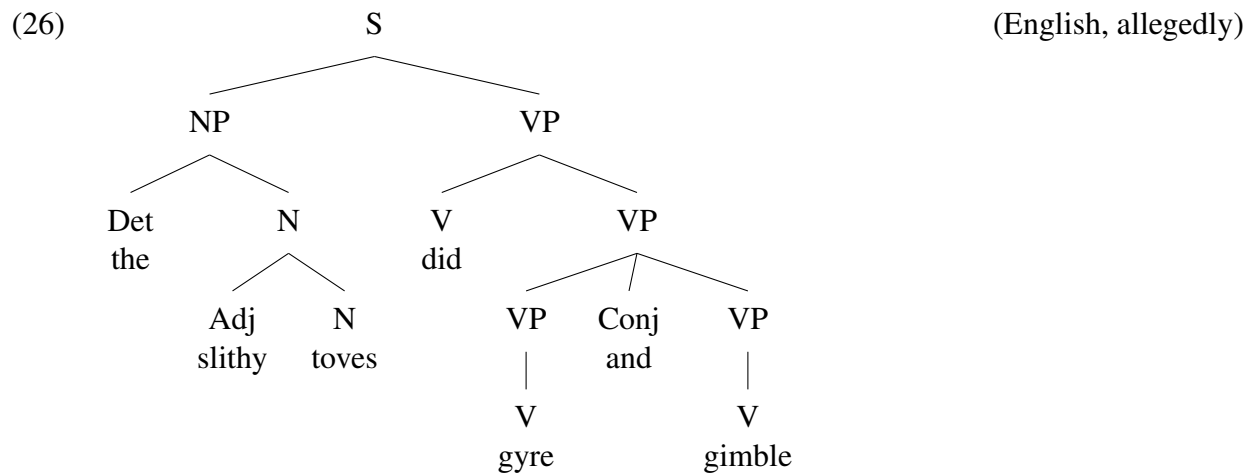 (26) S (English, allegedly)
NP VP
Det N V VP
the did
Adj N VP Conj VP
slithy toves and
V V
gyre gimble